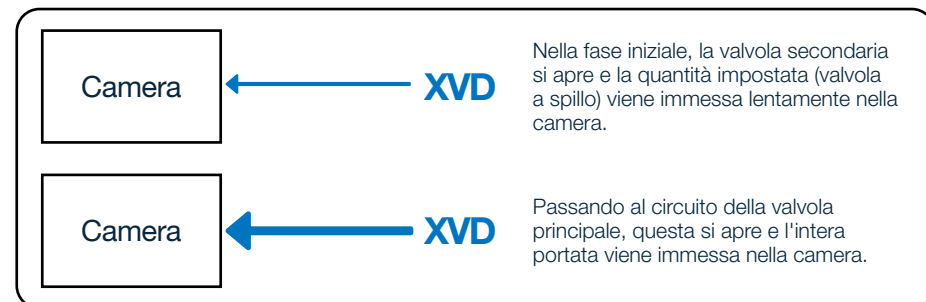 Camera
XVD
Nella fase iniziale, la valvola secondaria
si apre e la quantità impostata (valvola
a spillo) viene immessa lentamente nella
camera.
Camera
XVD
Passando al circuito della valvola
principale, questa si apre e l'intera
portata viene immessa nella camera.